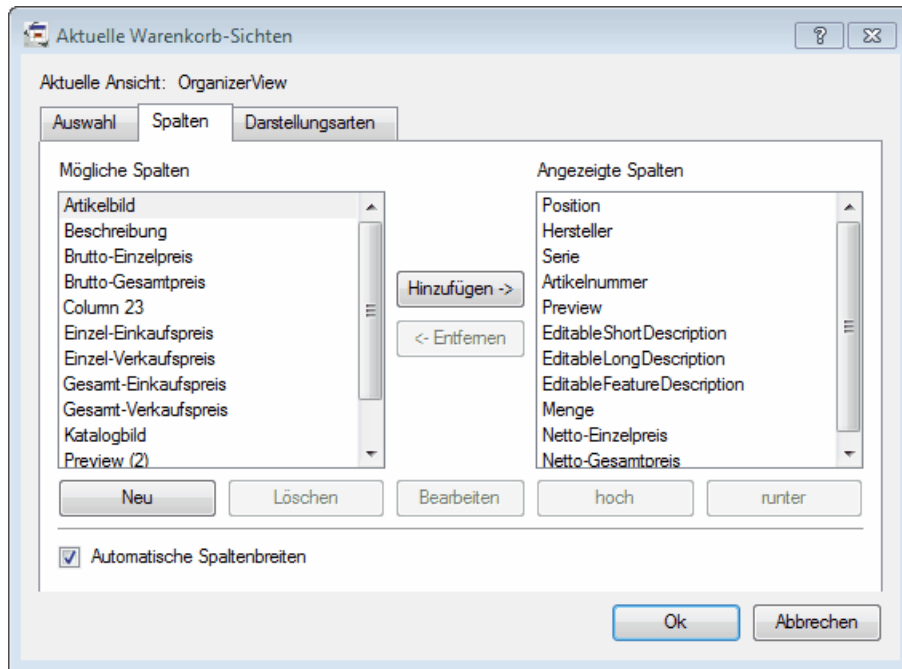 Aktuelle Warenkorb-Sichten
Aktuelle Ansicht: OrganizerView
Auswahl Spalten Darstellungsarten
Mögliche Spalten
Artikelbild
Beschreibung
Brutto-Einzelpreis
Brutto-Gesamtpreis
Column 23
Einzel-Einkaufspreis
Einzel-Verkaufspreis
Gesamt-Einkaufspreis
Gesamt-Verkaufspreis
Katalogbild
Preview (2)
Hinzufügen ->
<- Entfernen
Angezeigte Spalten
Position
Hersteller
Serie
Artikelnummer
Preview
EditableShortDescription
EditableLongDescription
EditableFeatureDescription
Menge
Netto-Einzelpreis
Netto-Gesamtpreis
Neu Löschen Bearbeiten hoch runter
Automatische Spaltenbreiten
Ok Abbrechen